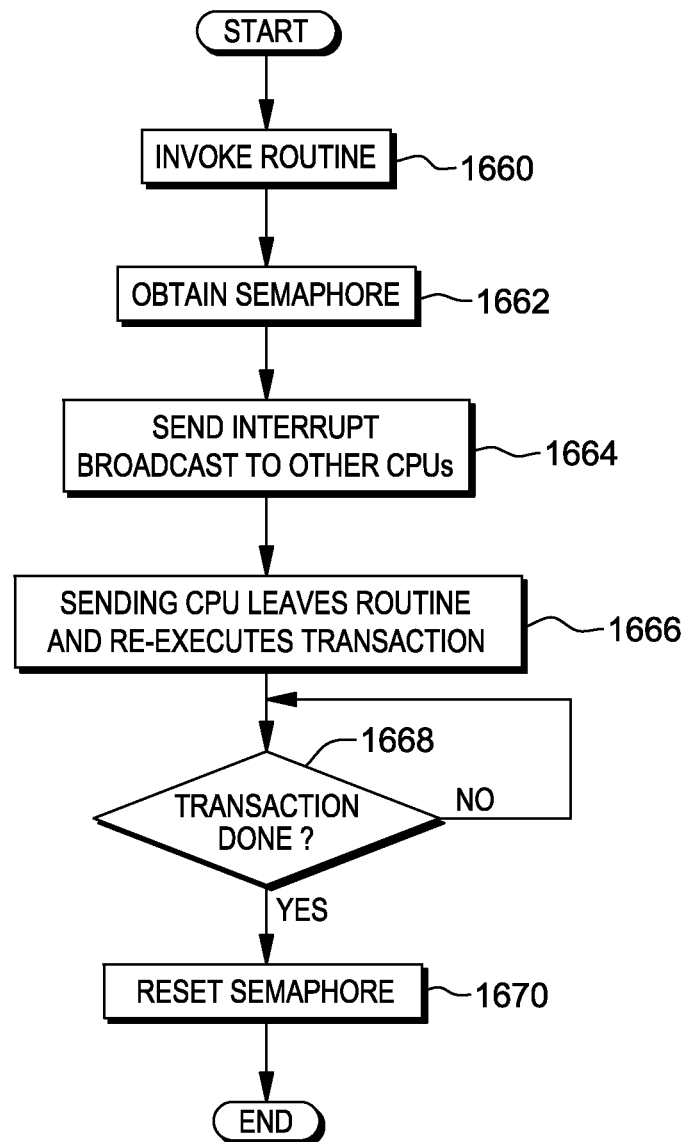 START
INVOKE ROUTINE
1660
OBTAIN SEMAPHORE
1662
SEND INTERRUPT
BROADCAST TO OTHER CPUs
1664
SENDING CPU LEAVES ROUTINE
AND RE-EXECUTES TRANSACTION
1666
1668
TRANSACTION
DONE ?
NO
YES
RESET SEMAPHORE
1670
END